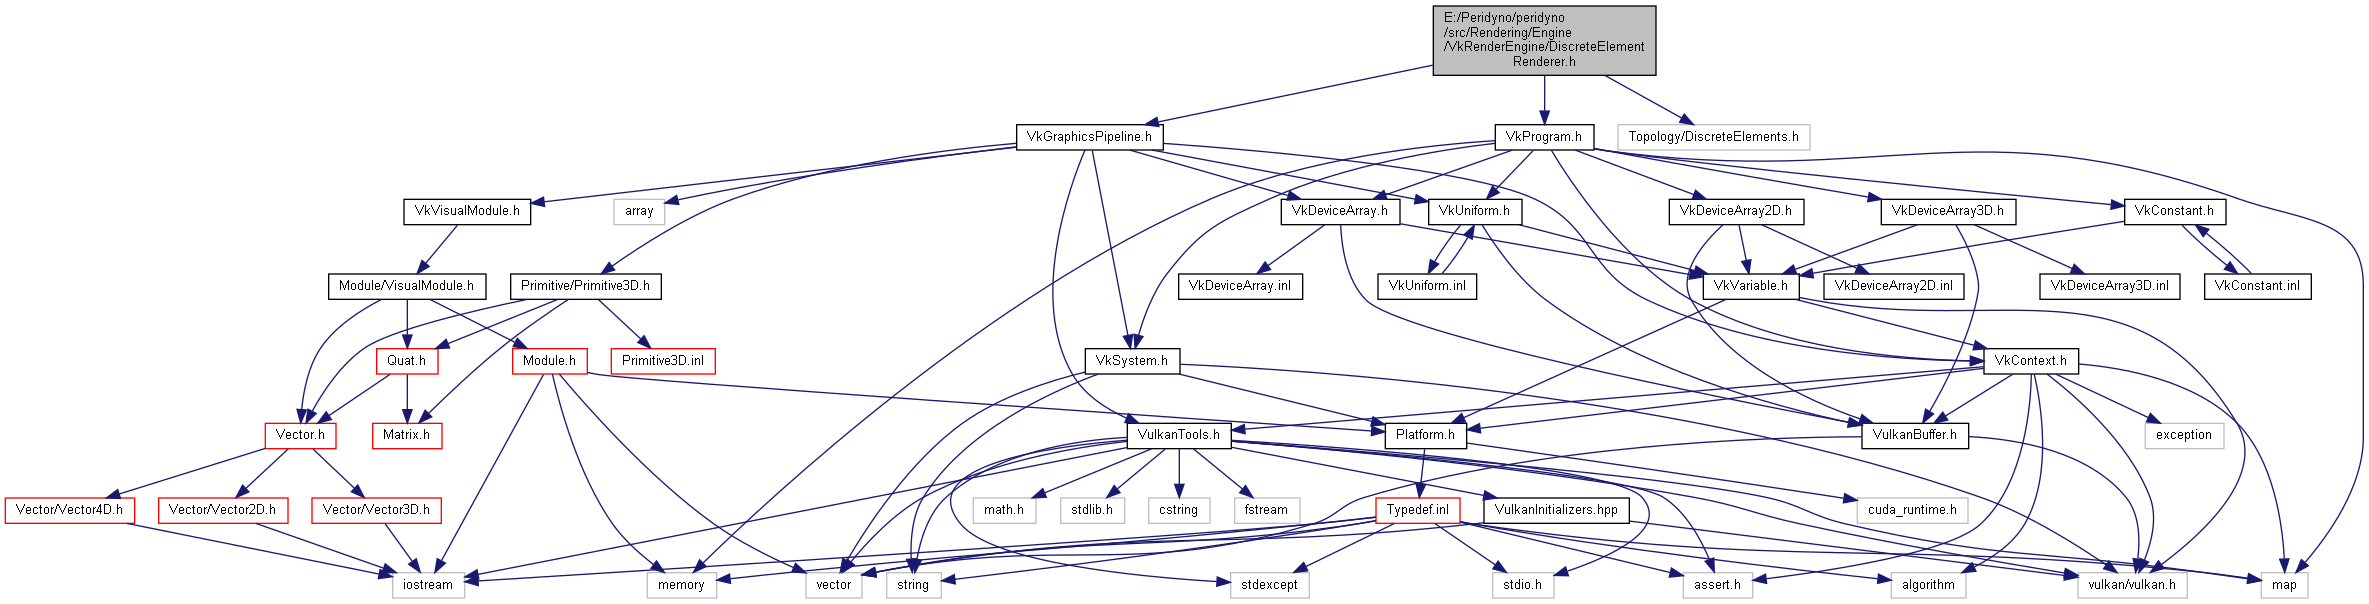 E:/Peridyno/peridyno
/src/Rendering/Engine
/VkRenderEngine/DiscreteElement
Renderer.h
VkGraphicsPipeline.h
VkProgram.h
Topology/DiscreteElements.h
VkVisualModule.h
array
VkDeviceArray.h
VkUniform.h
VkDeviceArray2D.h
VkDeviceArray3D.h
VkConstant.h
Module/VisualModule.h
Primitive/Primitive3D.h
VkDeviceArray.inl
VkUniform.inl
VkVariable.h
VkDeviceArray2D.inl
VkDeviceArray3D.inl
VkConstant.inl
Quat.h
Module.h
Primitive3D.inl
VkSystem.h
VkContext.h
Vector.h
Matrix.h
VulkanTools.h
Platform.h
VulkanBuffer.h
exception
Vector/Vector4D.h
Vector/Vector2D.h
Vector/Vector3D.h
math.h
stdlib.h
cstring
fstream
Typedef.inl
VulkanInitializers.hpp
cuda_runtime.h
iostream
memory
vector
string
stdexcept
stdio.h
assert.h
algorithm
vulkan/vulkan.h
map